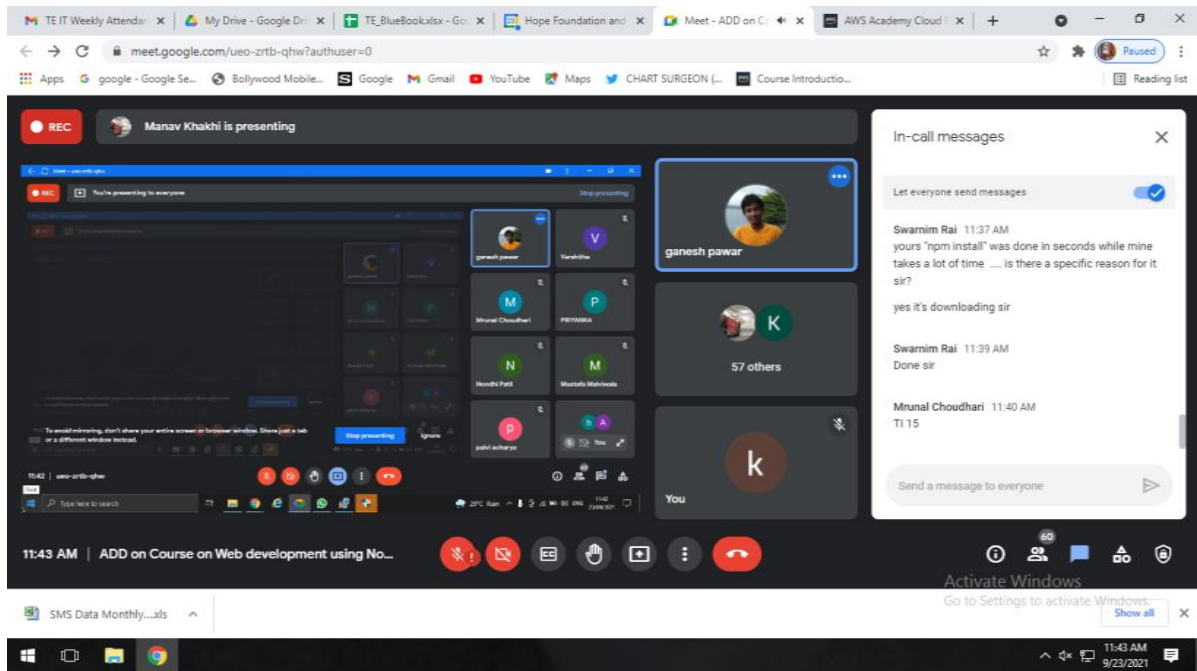 TE IT Weekly Attendan
My Drive - Google Dri
TE_BlueBook.xlsx - Go
Hope Foundation and
Meet - ADD on C
AWS Academy Cloud
meet.google.com/ueo-zrtb-qhw?authuser=0
Paused
Apps
google - Google Se...
Bollywood Mobile...
Google
Gmail
YouTube
Maps
CHART SURGEON (...
Course Introductio...
Reading list
REC
Manav Khakhi is presenting
REC
You're presenting to everyone
Stop presenting
ganesh pawar
V
Varshitha
M
Mrunal Choudhari
P
PRIYANKA
N
Nandhi Patil
M
Mustafa Malviwala
p
palvi acharya
h
A
You
To avoid mirroring, don't share your entire screen or browser window. Share just a tab
or a different window instead.
Stop presenting
Ignore
11:42 | ueo-zrtb-qhw
Type here to search
29°C Rain
ENG
11:42
ganesh pawar
K
57 others
k
You
In-call messages
Let everyone send messages
Swarnim Rai 11:37 AM
yours "npm install" was done in seconds while mine
takes a lot of time .... is there a specific reason for it
sir?
yes it's downloading sir
Swarnim Rai 11:39 AM
Done sir
Mrunal Choudhari 11:40 AM
TI 15
Send a message to everyone
11:43 AM | ADD on Course on Web development using No...
60
Activate Windows
Go to Settings to activate Windows.
SMS Data Monthly....xls
Show all
11:43 AM
9/23/2021